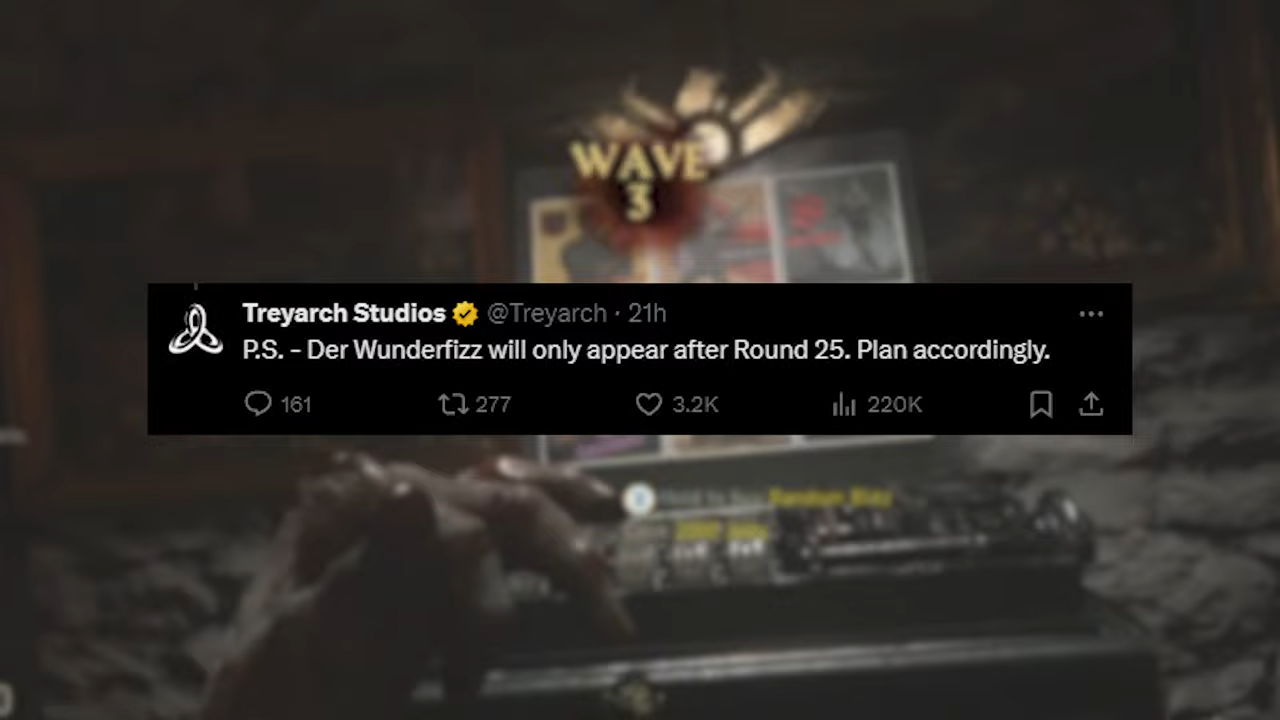 WAVE
3
Treyarch Studios @Treyarch · 21h
P.S. - Der Wunderfizz will only appear after Round 25. Plan accordingly.
161 277 3.2K 220K